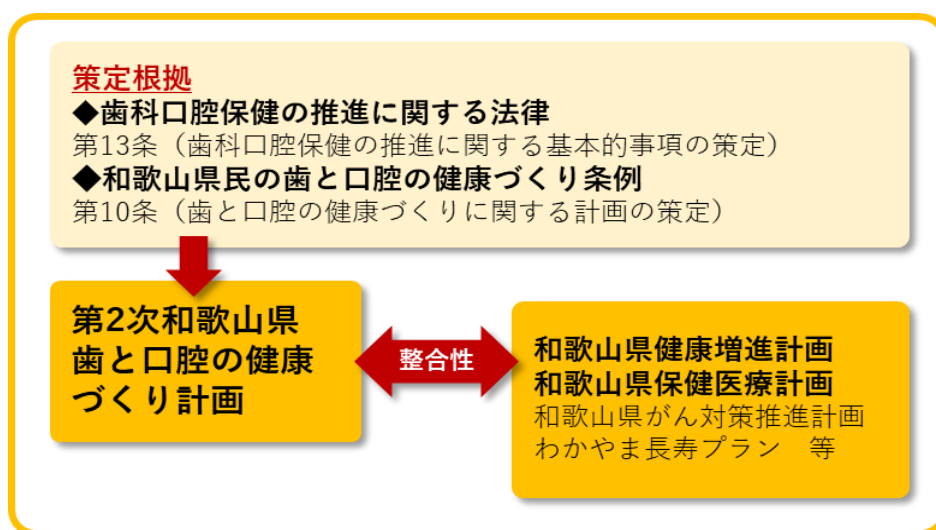 策定根拠
◆歯科口腔保健の推進に関する法律
第13条（歯科口腔保健の推進に関する基本的事項の策定）
◆和歌山県民の歯と口腔の健康づくり条例
第10条（歯と口腔の健康づくりに関する計画の策定）
第2次和歌山県
歯と口腔の健康
づくり計画
整合性
和歌山県健康増進計画
和歌山県保健医療計画
和歌山県がん対策推進計画
わかやま長寿プラン　等